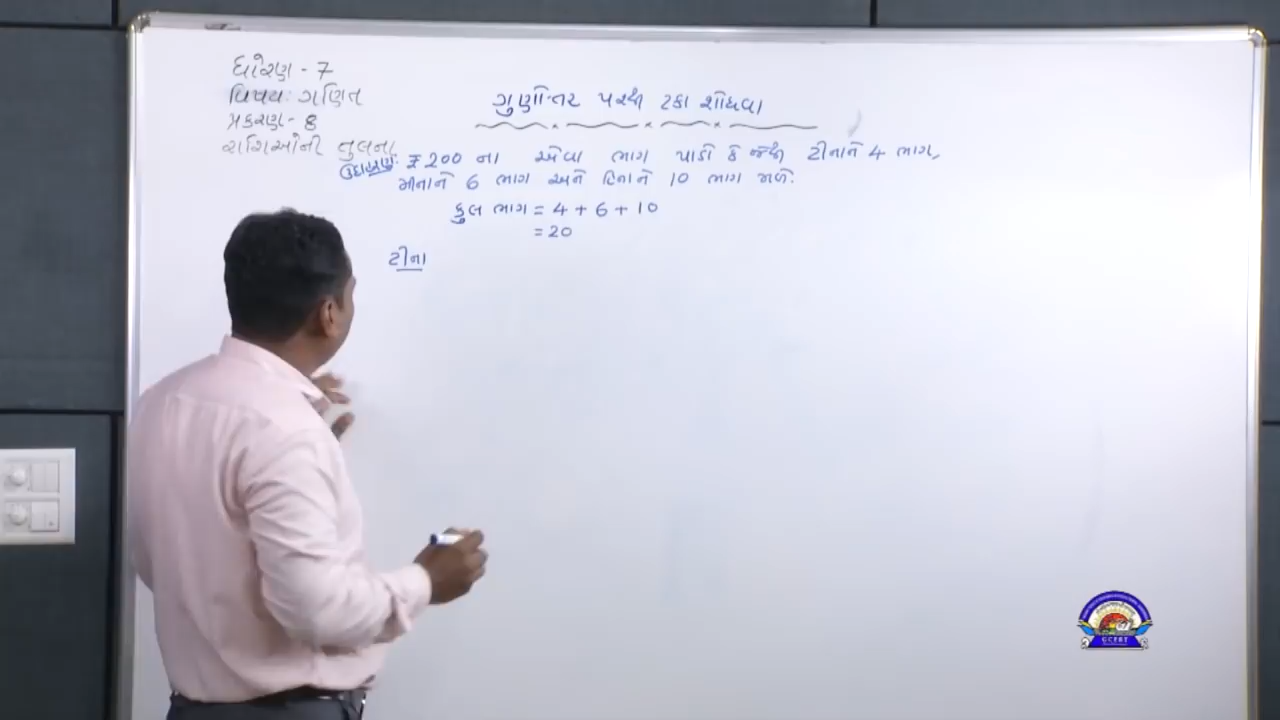 ધોરણ - 7
વિષય: ગણિત
પ્રકરણ - 8
રાશિઓની તુલના
ગુણોત્તર પરથી ટકા શોધવા
ઉદાહરણ: ₹ 200 ના એવા ભાગ પાડો કે જેથી ટીનાને 4 ભાગ,
મીનાને 6 ભાગ અને રિનાને 10 ભાગ મળે.
કુલ ભાગ = 4 + 6 + 10
= 20
ટીના
GCERT